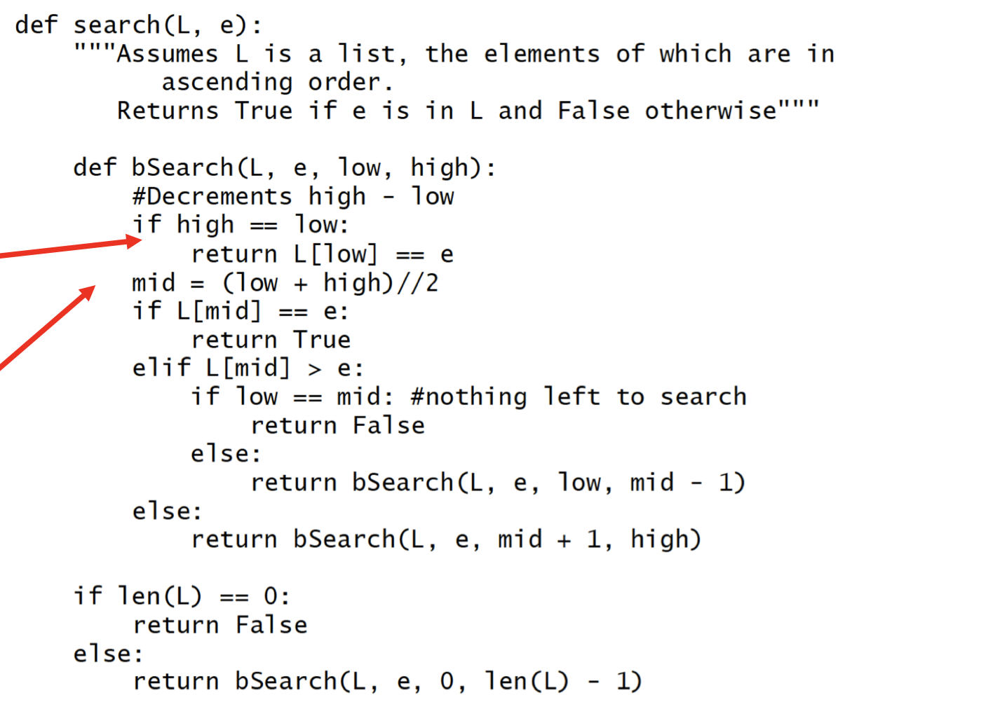 def search(L, e):
    """Assumes L is a list, the elements of which are in
          ascending order.
       Returns True if e is in L and False otherwise"""

    def bSearch(L, e, low, high):
        #Decrements high - low
        if high == low:
            return L[low] == e
        mid = (low + high)//2
        if L[mid] == e:
            return True
        elif L[mid] > e:
            if low == mid: #nothing left to search
                return False
            else:
                return bSearch(L, e, low, mid - 1)
        else:
            return bSearch(L, e, mid + 1, high)

    if len(L) == 0:
        return False
    else:
        return bSearch(L, e, 0, len(L) - 1)